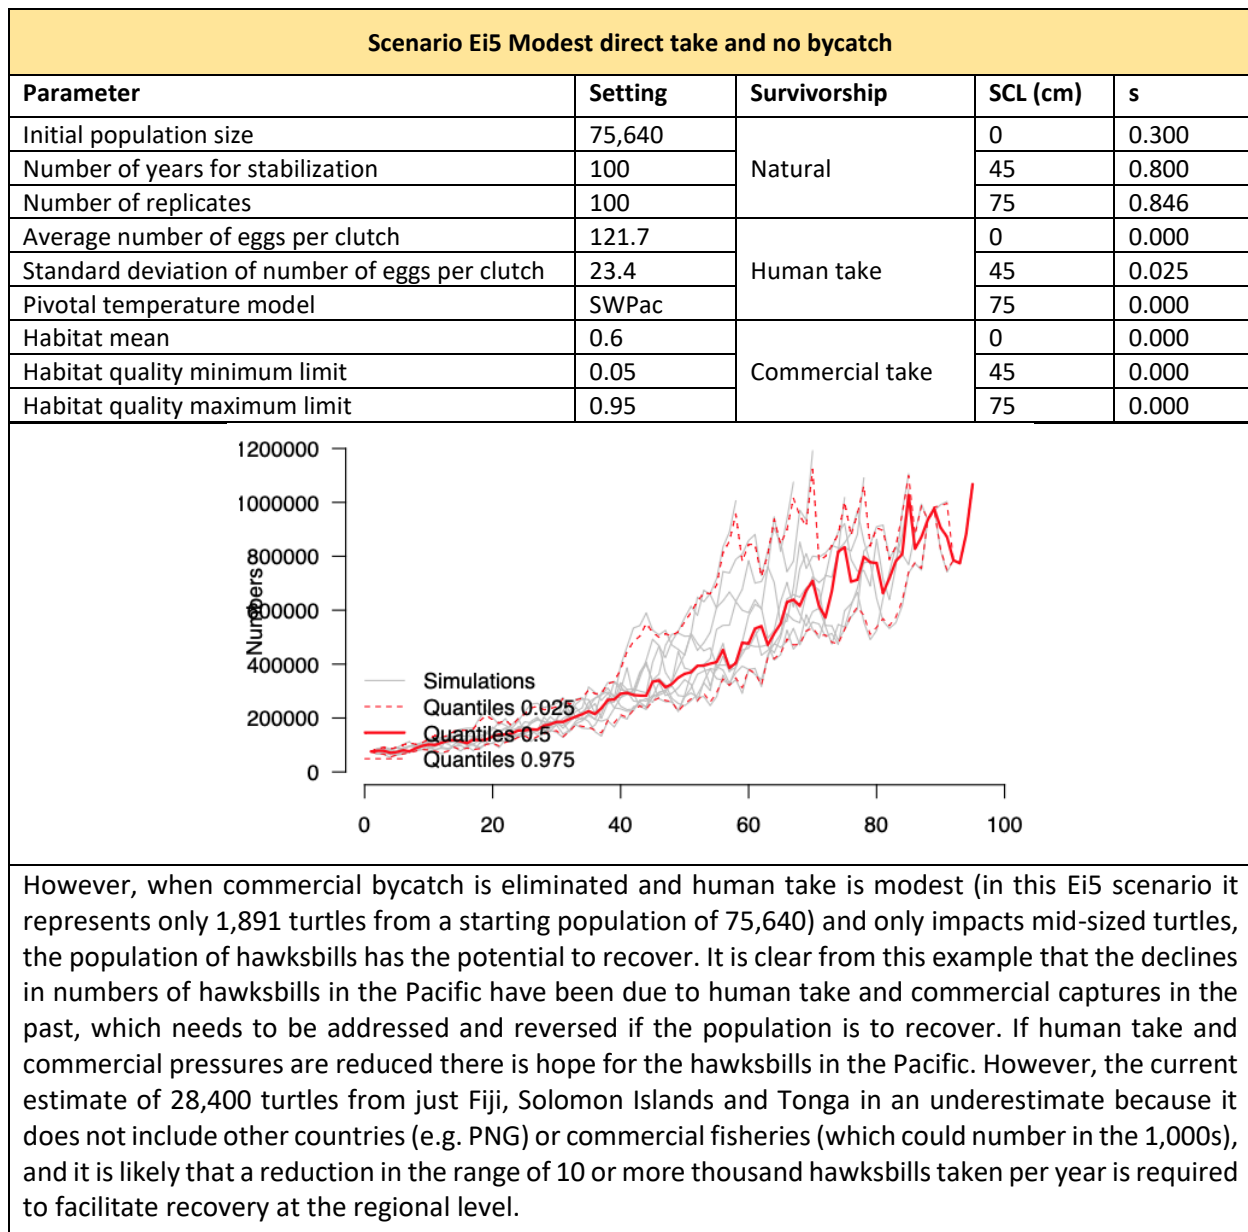 Scenario Ei5 Modest direct take and no bycatch
Parameter Setting Survivorship SCL (cm) s
Initial population size 75,640 Natural 0 0.300
Number of years for stabilization 100 45 0.800
Number of replicates 100 75 0.846
Average number of eggs per clutch 121.7 Human take 0 0.000
Standard deviation of number of eggs per clutch 23.4 45 0.025
Pivotal temperature model SWPac 75 0.000
Habitat mean 0.6 Commercial take 0 0.000
Habitat quality minimum limit 0.05 45 0.000
Habitat quality maximum limit 0.95 75 0.000
1200000
1000000
800000
600000
400000
200000
0
Numbers
Simulations
Quantiles 0.025
Quantiles 0.5
Quantiles 0.975
0 20 40 60 80 100
However, when commercial bycatch is eliminated and human take is modest (in this Ei5 scenario it
represents only 1,891 turtles from a starting population of 75,640) and only impacts mid-sized turtles,
the population of hawksbills has the potential to recover. It is clear from this example that the declines
in numbers of hawksbills in the Pacific have been due to human take and commercial captures in the
past, which needs to be addressed and reversed if the population is to recover. If human take and
commercial pressures are reduced there is hope for the hawksbills in the Pacific. However, the current
estimate of 28,400 turtles from just Fiji, Solomon Islands and Tonga in an underestimate because it
does not include other countries (e.g. PNG) or commercial fisheries (which could number in the 1,000s),
and it is likely that a reduction in the range of 10 or more thousand hawksbills taken per year is required
to facilitate recovery at the regional level.